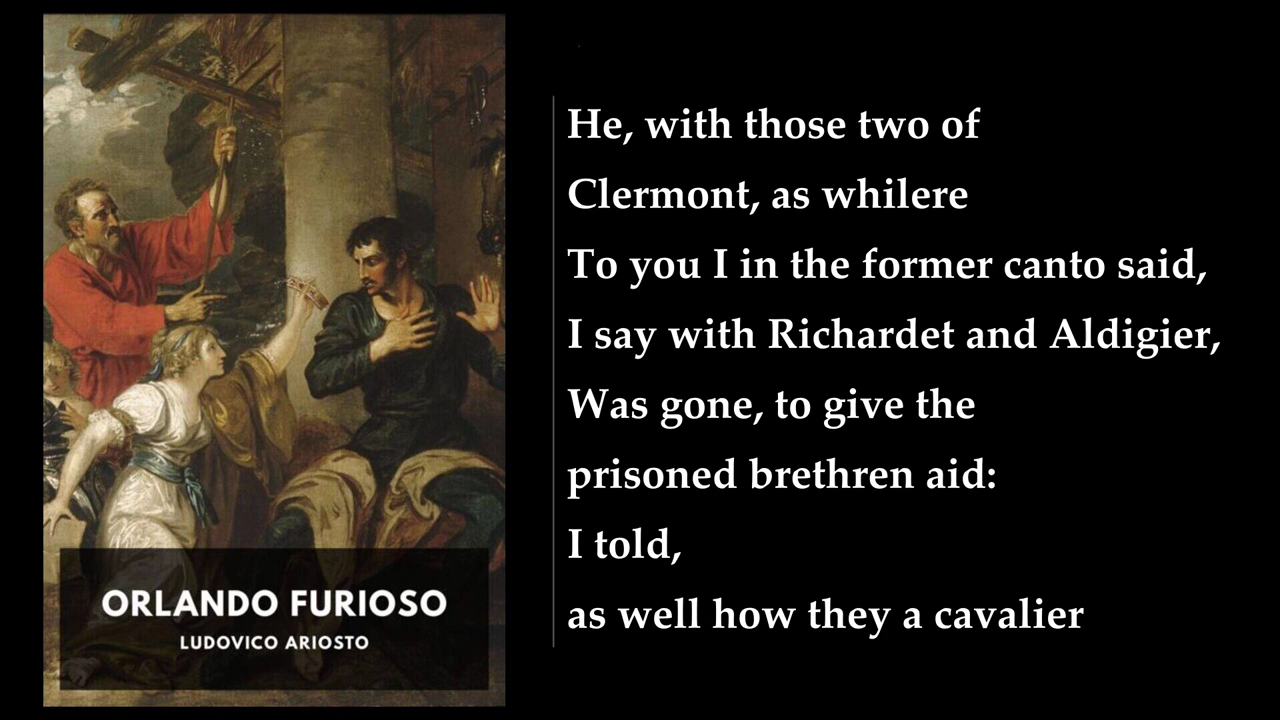 ORLANDO FURIOSO
LUDOVICO ARIOSTO
He, with those two of
Clermont, as whilere
To you I in the former canto said,
I say with Richardet and Aldigier,
Was gone, to give the
prisoned brethren aid:
I told,
as well how they a cavalier